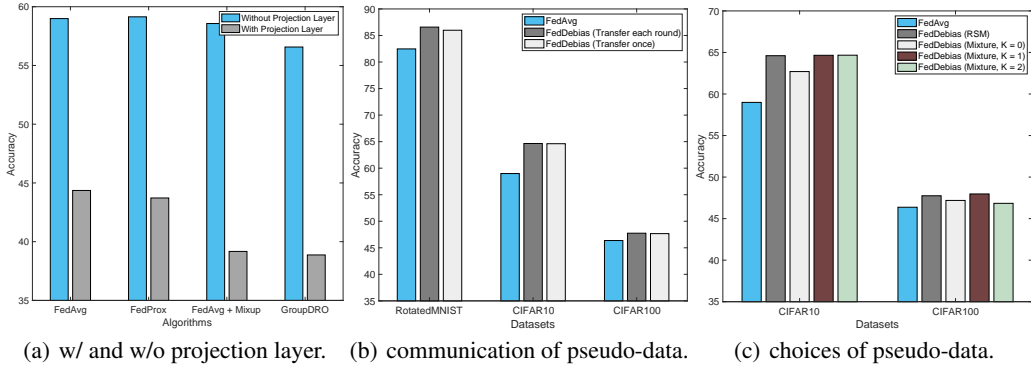 60
55
50
45
40
35
Accuracy
Without Projection Layer
With Projection Layer
FedAvg
FedProx
FedAvg + Mixup
GroupDRO
Algorithms
(a) w/ and w/o projection layer.
90
85
80
75
70
65
60
55
50
45
40
35
Accuracy
FedAvg
FedDebias (Transfer each round)
FedDebias (Transfer once)
RotatedMNIST
CIFAR10
CIFAR100
Datasets
(b) communication of pseudo-data.
70
65
60
55
50
45
40
35
Accuracy
FedAvg
FedDebias (RSM)
FedDebias (Mixture, K = 0)
FedDebias (Mixture, K = 1)
FedDebias (Mixture, K = 2)
CIFAR10
CIFAR100
Datasets
(c) choices of pseudo-data.